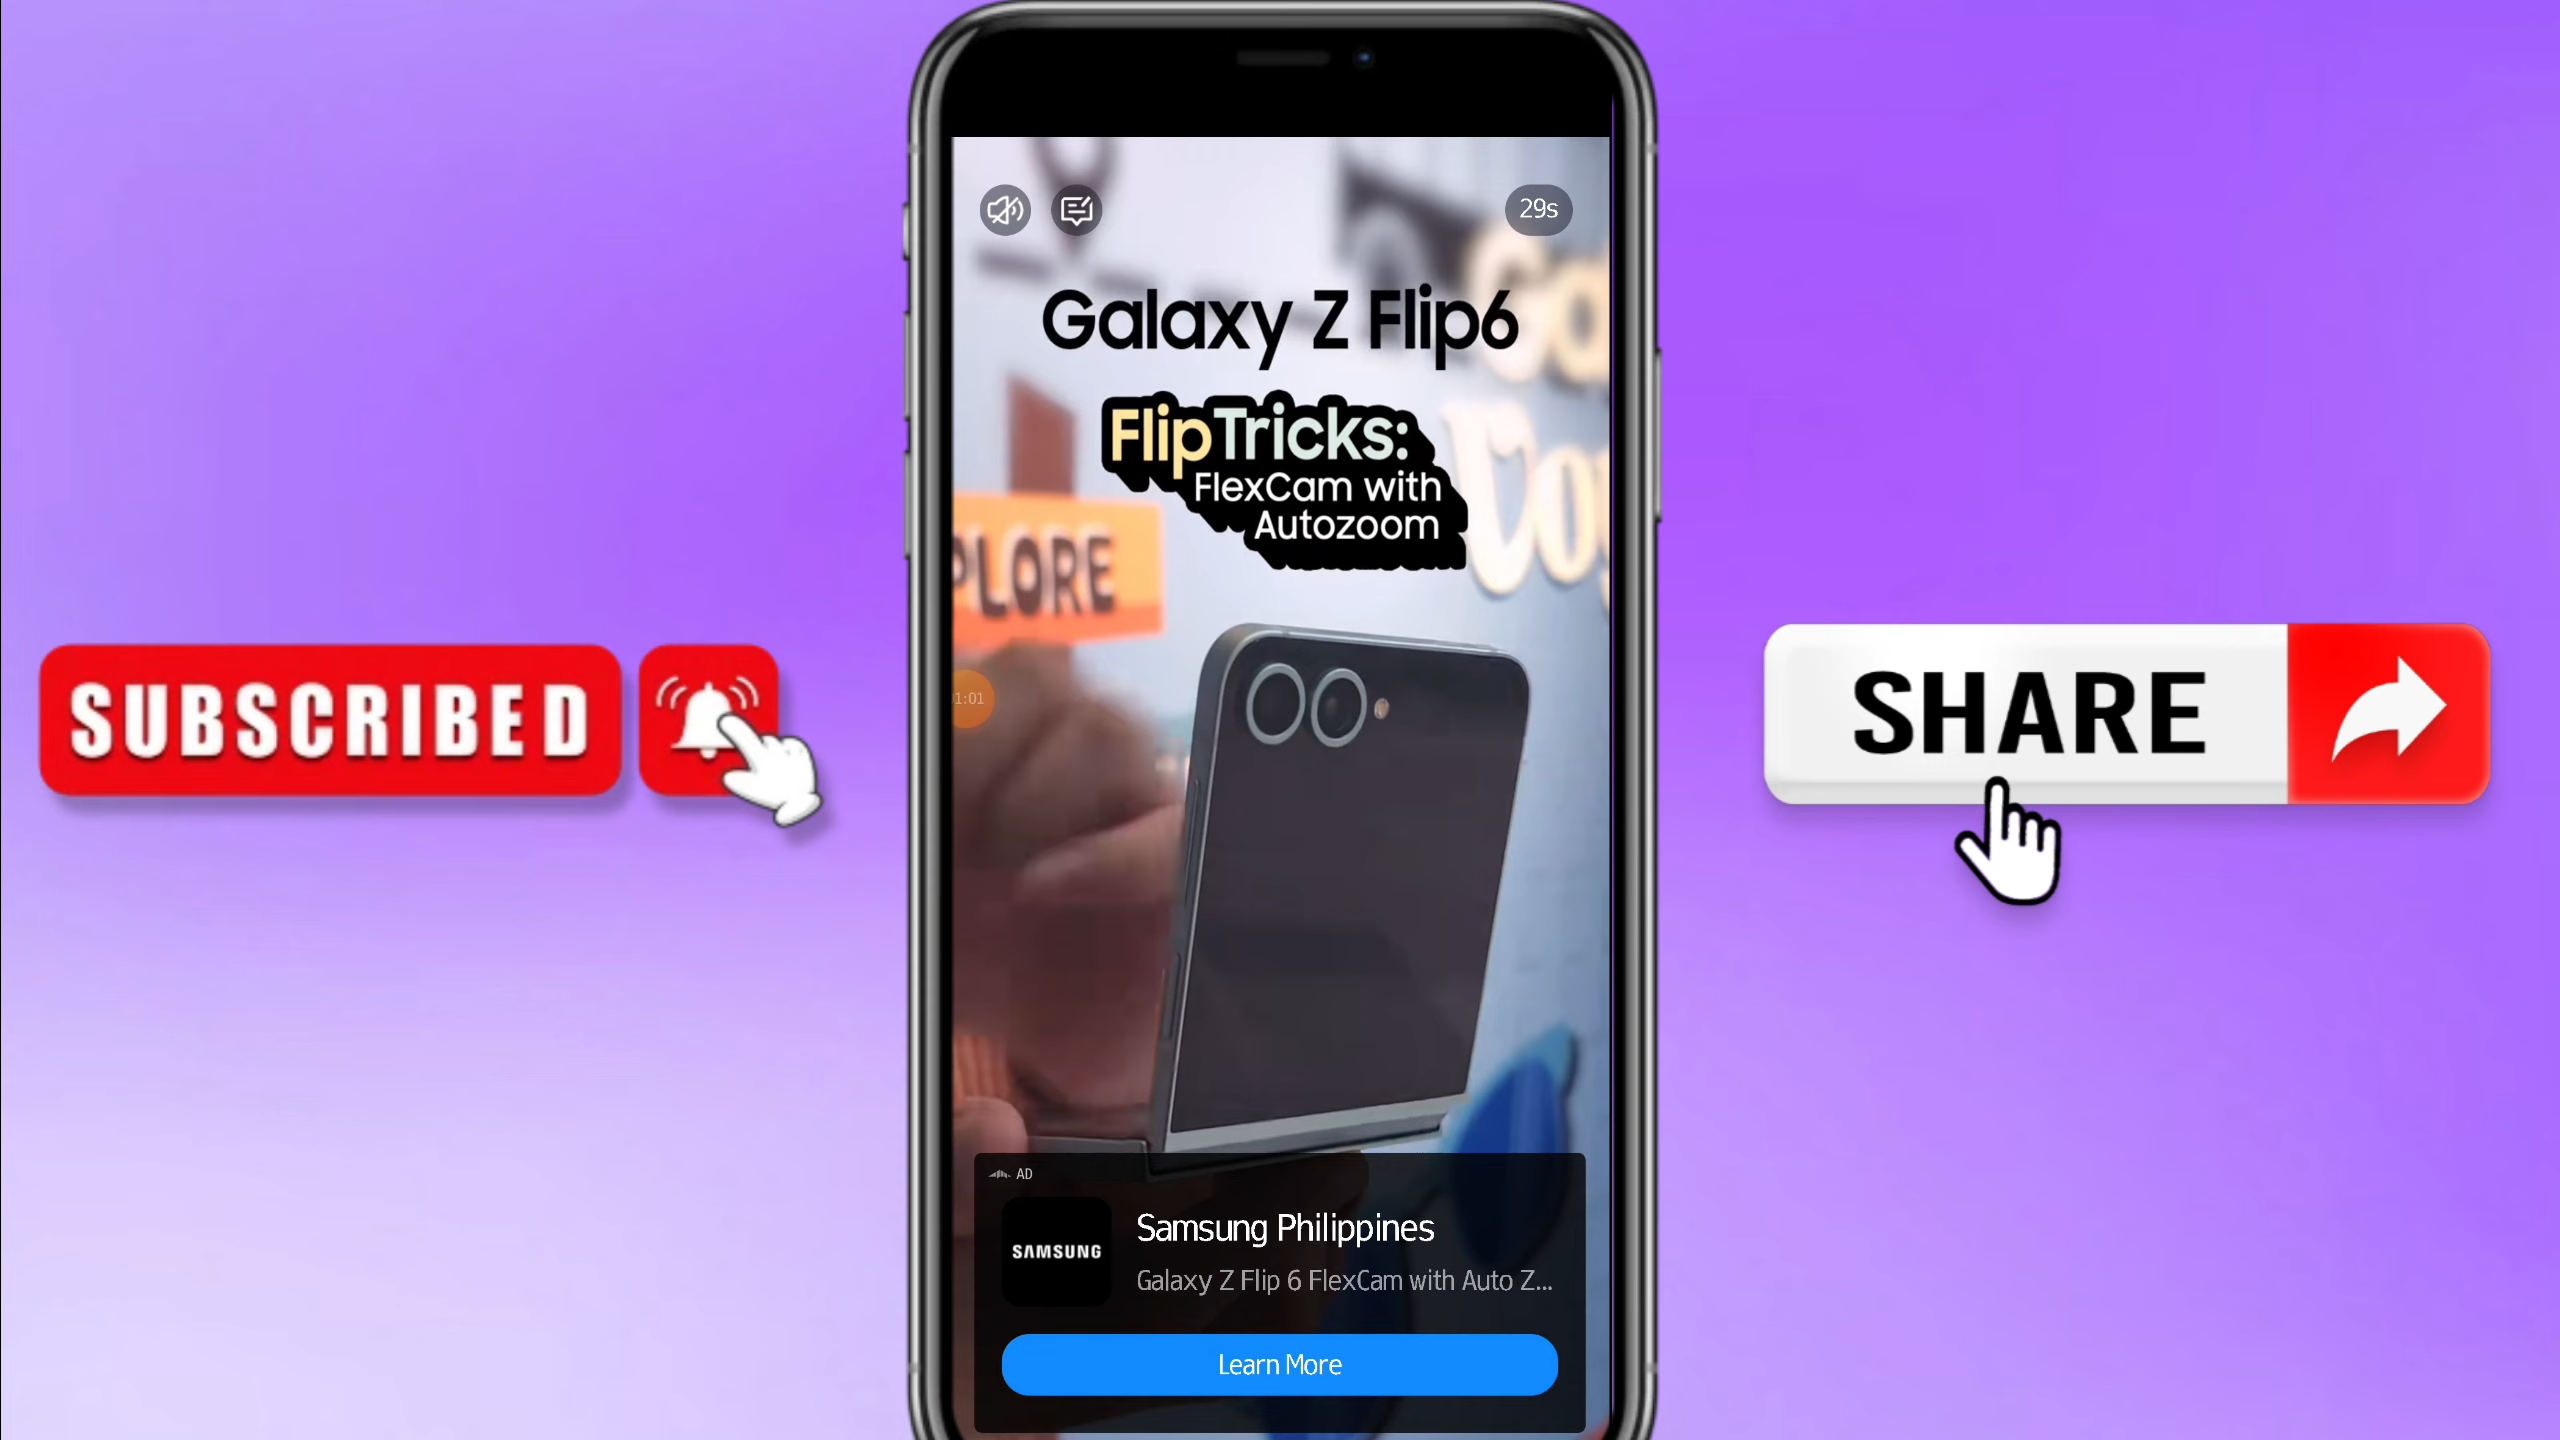 29s
Galaxy Z Flip6
FlipTricks:
FlexCam with
Autozoom
PLORE
01:01
SUBSCRIBED
SHARE
AD
SAMSUNG
Samsung Philippines
Galaxy Z Flip 6 FlexCam with Auto Z...
Learn More